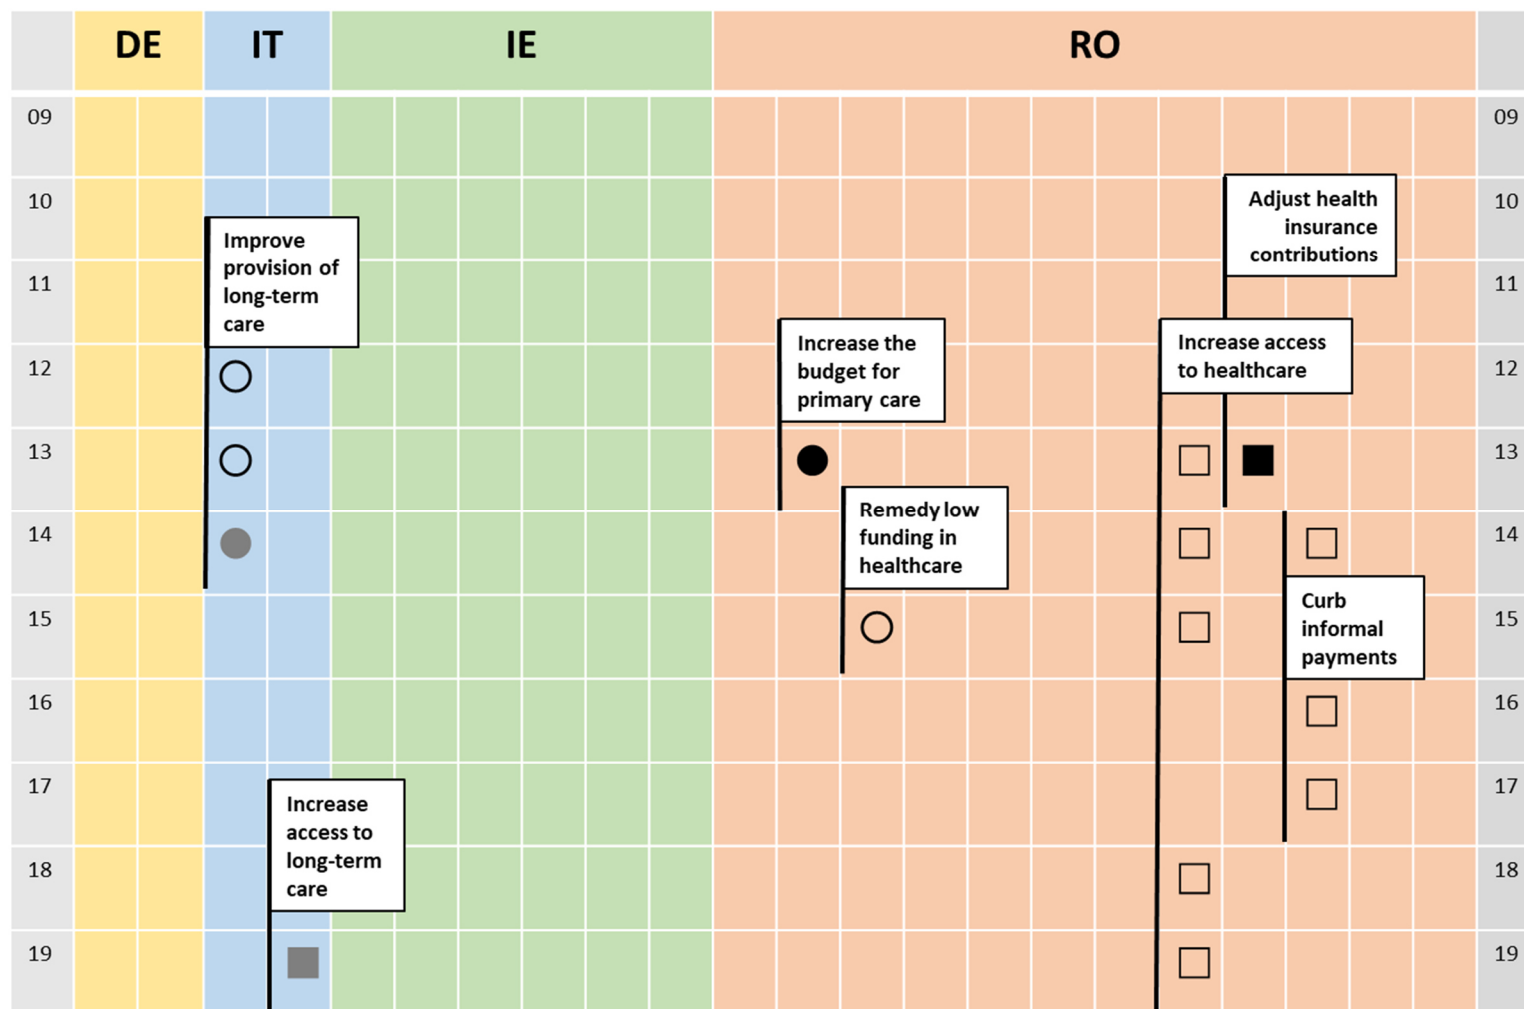 DE IT IE RO
09 09
10 10
Adjust health
insurance
contributions
Improve
provision of
long-term
care
11 11
Increase the
budget for
primary care
Increase access
to healthcare
12 12
13 13
Remedy low
funding in
healthcare
14 14
Curb
informal
payments
15 15
16 16
17 17
Increase
access to
long-term
care
18 18
19 19